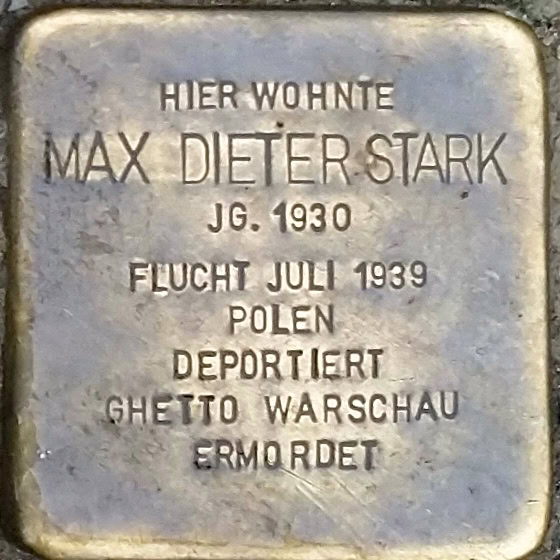 HIER WOHNTE
MAX DIETER STARK
JG. 1930
FLUCHT JULI 1939
POLEN
DEPORTIERT
GHETTO WARSCHAU
ERMORDET